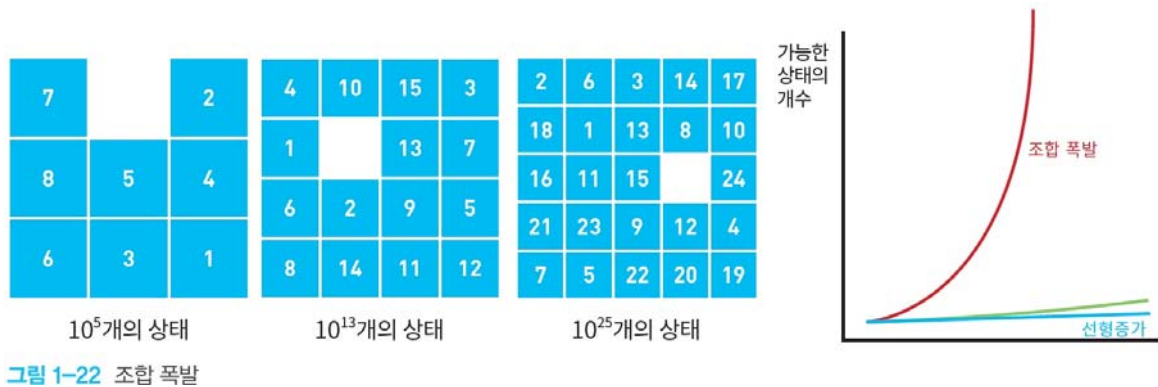 7 2
8 5 4
6 3 1
10⁵개의 상태
4 10 15 3
1 13 7
6 2 9 5
8 14 11 12
10¹³개의 상태
2 6 3 14 17
18 1 13 8 10
16 11 15 24
21 23 9 12 4
7 5 22 20 19
10²⁵개의 상태
가능한
상태의
개수
조합 폭발
선형증가
그림 1-22 조합 폭발